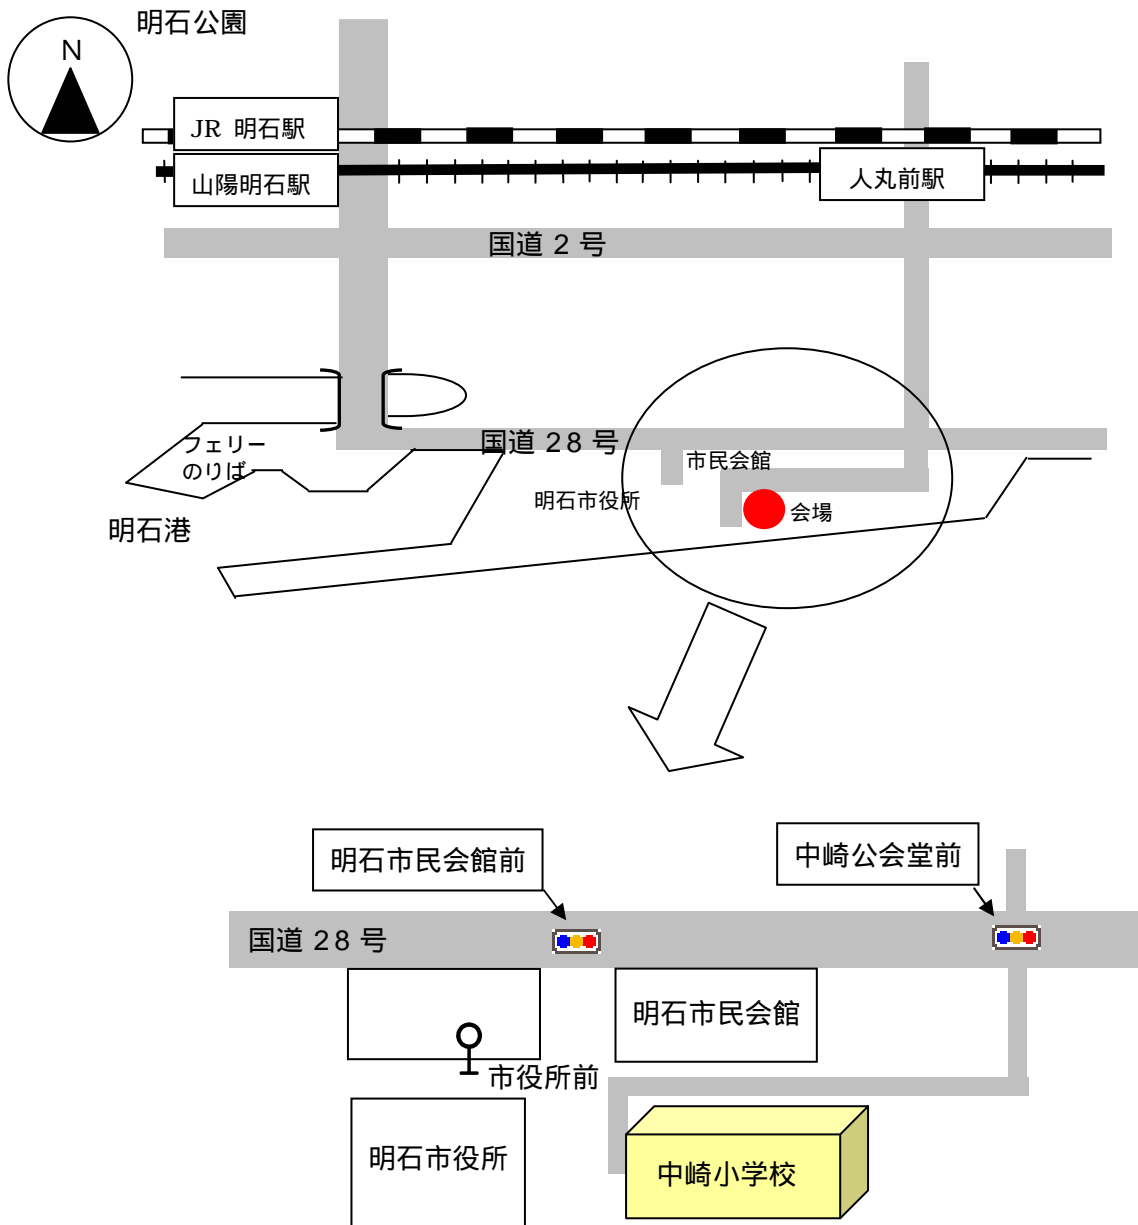 明石公園
N
JR 明石駅
山陽明石駅
人丸前駅
国道 2 号
フェリー
のりば
国道 28 号
市民会館
明石市役所
会場
明石港
明石市民会館前
中崎公会堂前
国道 28 号
明石市民会館
市役所前
明石市役所
中崎小学校